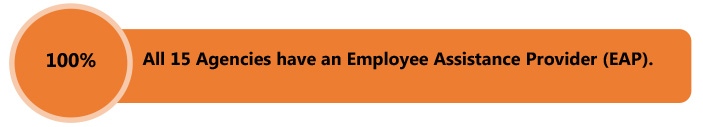 100%
All 15 Agencies have an Employee Assistance Provider (EAP).